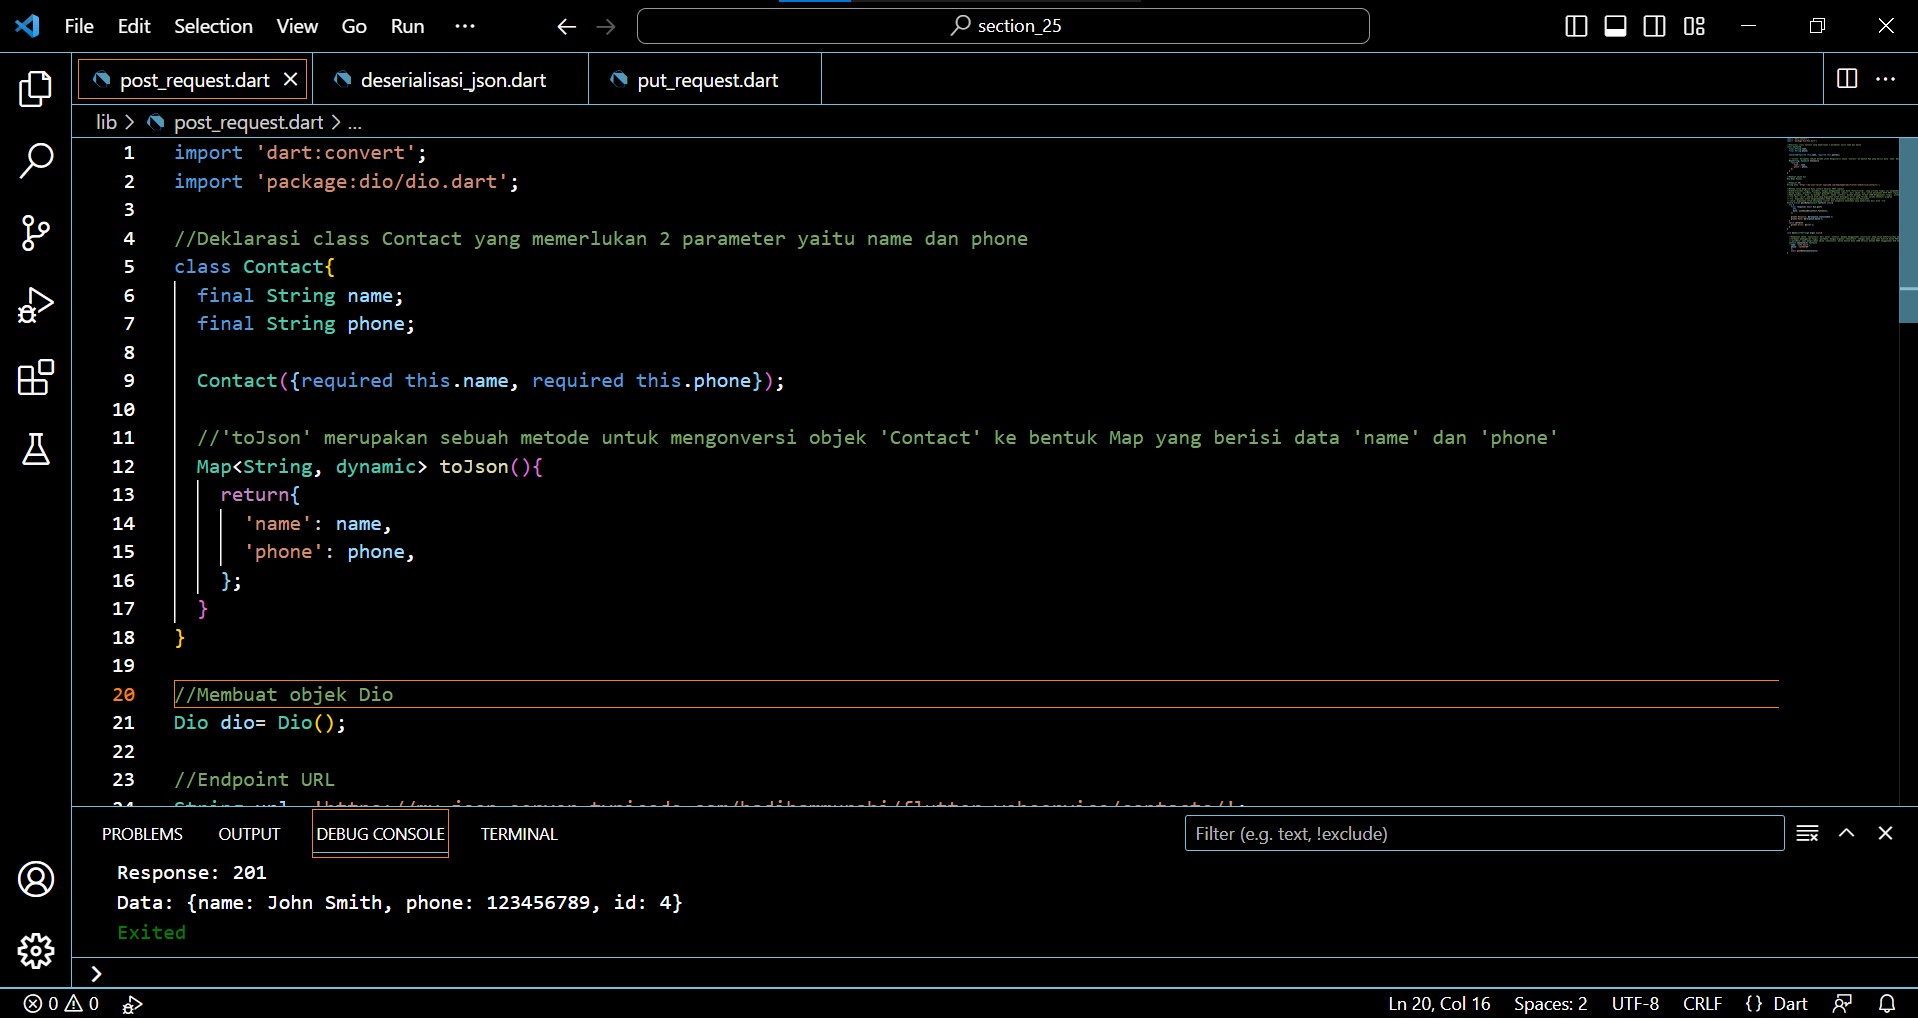 File Edit Selection View Go Run ··· section_25
post_request.dart deserialisasi_json.dart put_request.dart
lib > post_request.dart > ...
1 import 'dart:convert';
2 import 'package:dio/dio.dart';
3
4 //Deklarasi class Contact yang memerlukan 2 parameter yaitu name dan phone
5 class Contact{
6 final String name;
7 final String phone;
8
9 Contact({required this.name, required this.phone});
10
11 //'toJson' merupakan sebuah metode untuk mengonversi objek 'Contact' ke bentuk Map yang berisi data 'name' dan 'phone'
12 Map<String, dynamic> toJson(){
13 return{
14 'name': name,
15 'phone': phone,
16 };
17 }
18 }
19
20 //Membuat objek Dio
21 Dio dio= Dio();
22
23 //Endpoint URL
PROBLEMS OUTPUT DEBUG CONSOLE TERMINAL Filter (e.g. text, !exclude)
Response: 201
Data: {name: John Smith, phone: 123456789, id: 4}
Exited
>
0 0 Ln 20, Col 16 Spaces: 2 UTF-8 CRLF {} Dart